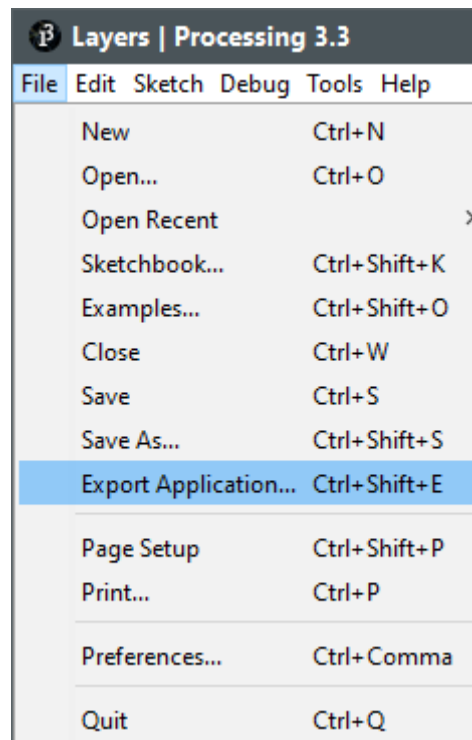 Layers | Processing 3.3
File Edit Sketch Debug Tools Help
New Ctrl+N
Open... Ctrl+O
Open Recent
Sketchbook... Ctrl+Shift+K
Examples... Ctrl+Shift+O
Close Ctrl+W
Save Ctrl+S
Save As... Ctrl+Shift+S
Export Application... Ctrl+Shift+E
Page Setup Ctrl+Shift+P
Print... Ctrl+P
Preferences... Ctrl+Comma
Quit Ctrl+Q